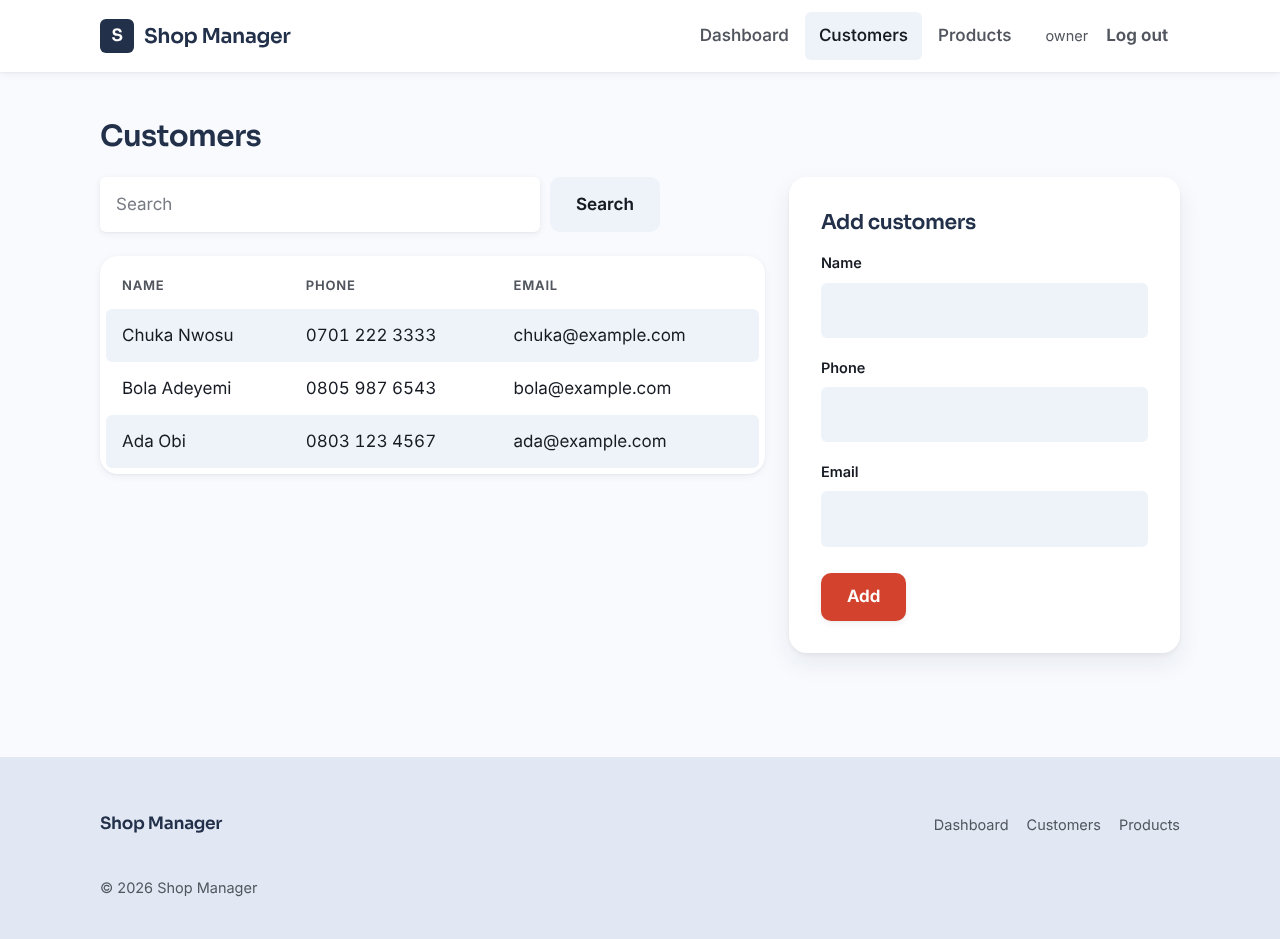 S Shop Manager
Dashboard Customers Products owner Log out
Customers
Search Search
NAME PHONE EMAIL
Chuka Nwosu 0701 222 3333 chuka@example.com
Bola Adeyemi 0805 987 6543 bola@example.com
Ada Obi 0803 123 4567 ada@example.com
Add customers
Name
Phone
Email
Add
Shop Manager
Dashboard Customers Products
© 2026 Shop Manager